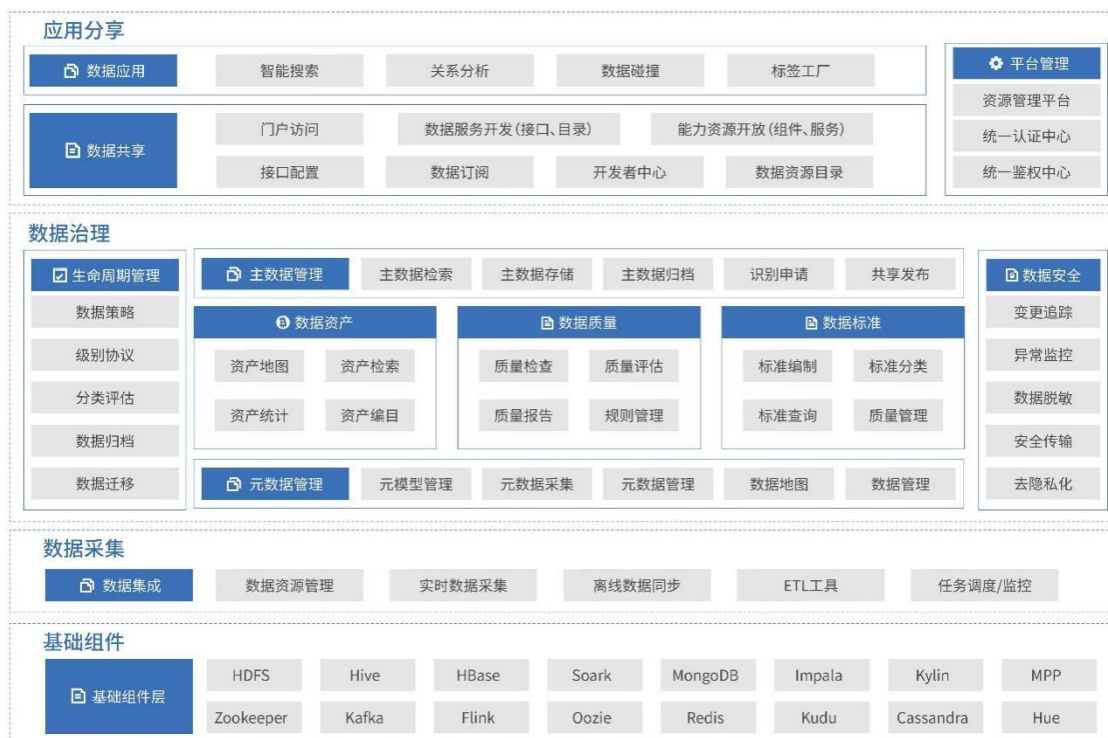 应用分享
数据应用 智能搜索 关系分析 数据碰撞 标签工厂
数据共享
门户访问 数据服务开发(接口、目录) 能力资源开放(组件、服务)
接口配置 数据订阅 开发者中心 数据资源目录
平台管理
资源管理平台
统一认证中心
统一鉴权中心
数据治理
生命周期管理
数据策略
级别协议
分类评估
数据归档
数据迁移
主数据管理 主数据检索 主数据存储 主数据归档 识别申请 共享发布
数据资产
资产地图 资产检索
资产统计 资产编目
数据质量
质量检查 质量评估
质量报告 规则管理
数据标准
标准编制 标准分类
标准查询 质量管理
元数据管理 元模型管理 元数据采集 元数据管理 数据地图 数据管理
数据安全
变更追踪
异常监控
数据脱敏
安全传输
去隐私化
数据采集
数据集成 数据资源管理 实时数据采集 离线数据同步 ETL工具 任务调度/监控
基础组件
基础组件层
HDFS Hive HBase Soark MongoDB Impala Kylin MPP
Zookeeper Kafka Flink Oozie Redis Kudu Cassandra Hue